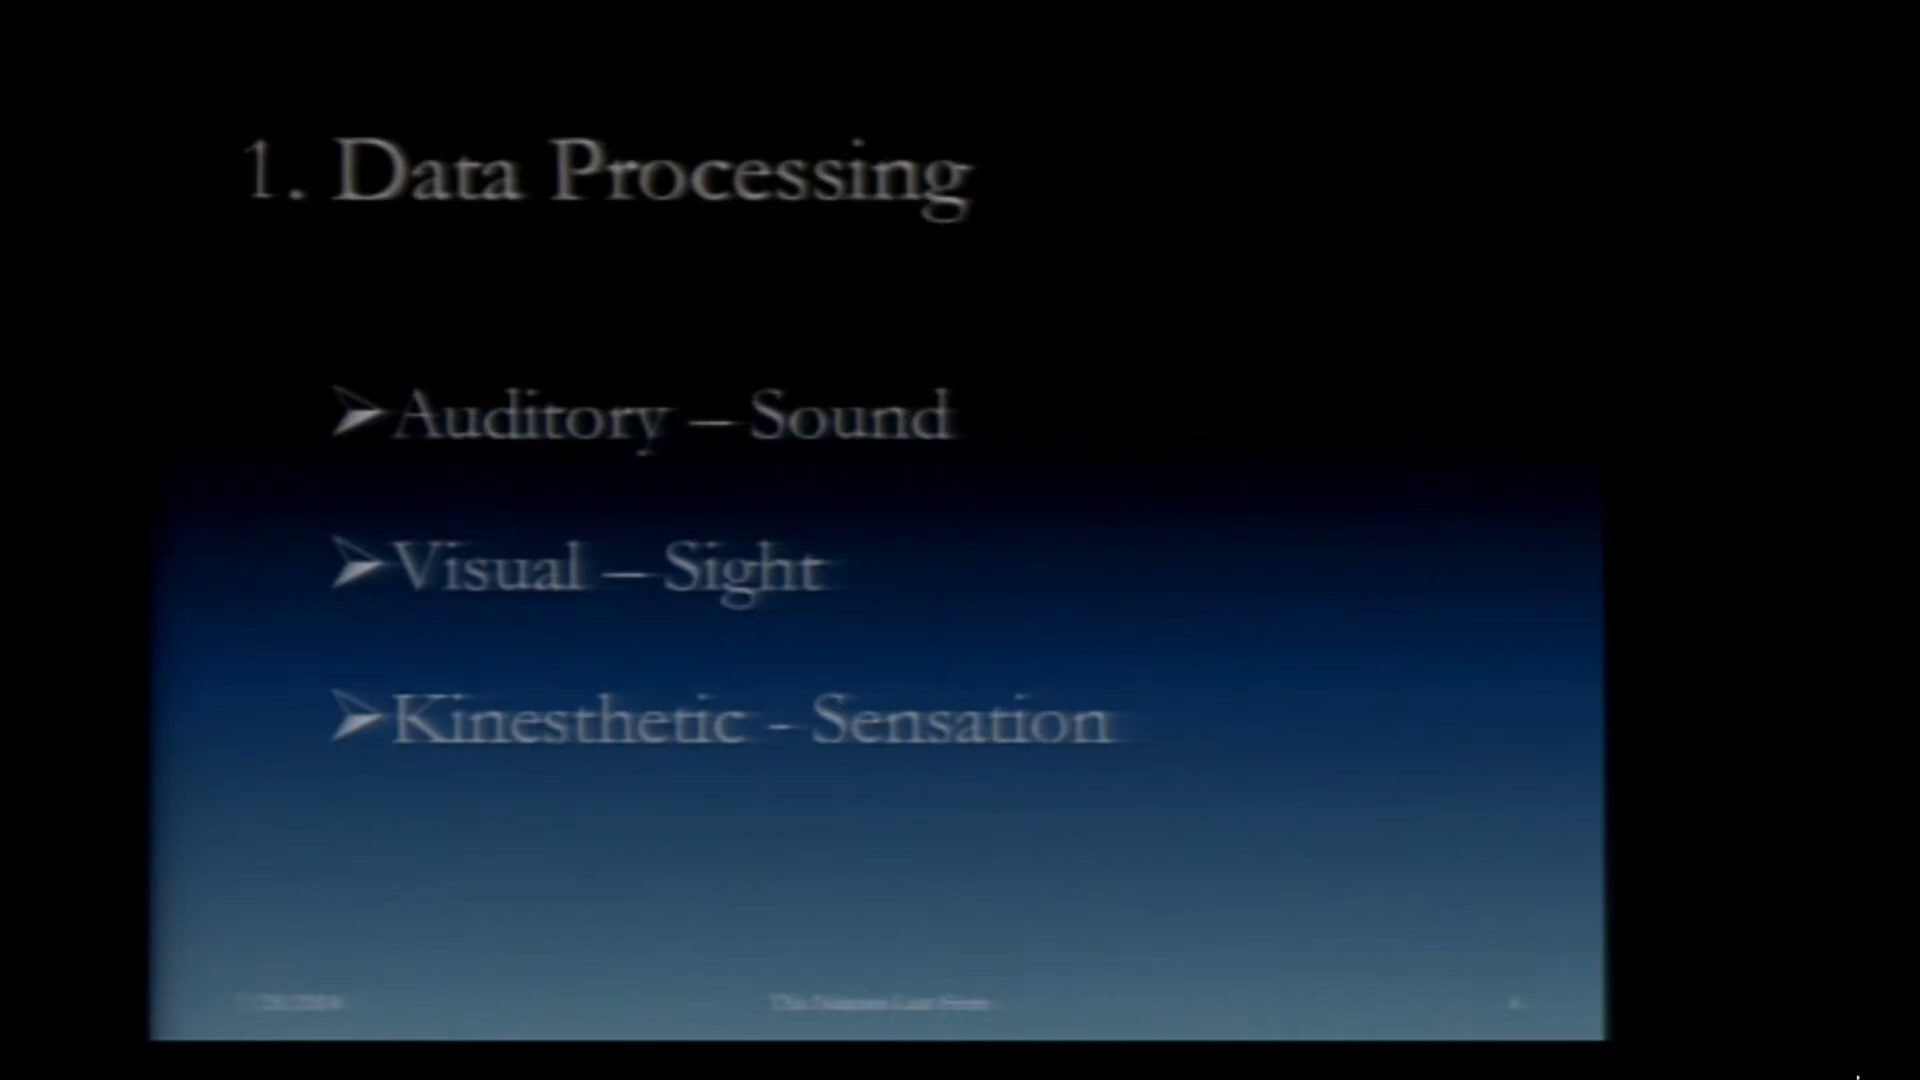 1. Data Processing
➢Auditory – Sound
➢Visual – Sight
➢Kinesthetic - Sensation